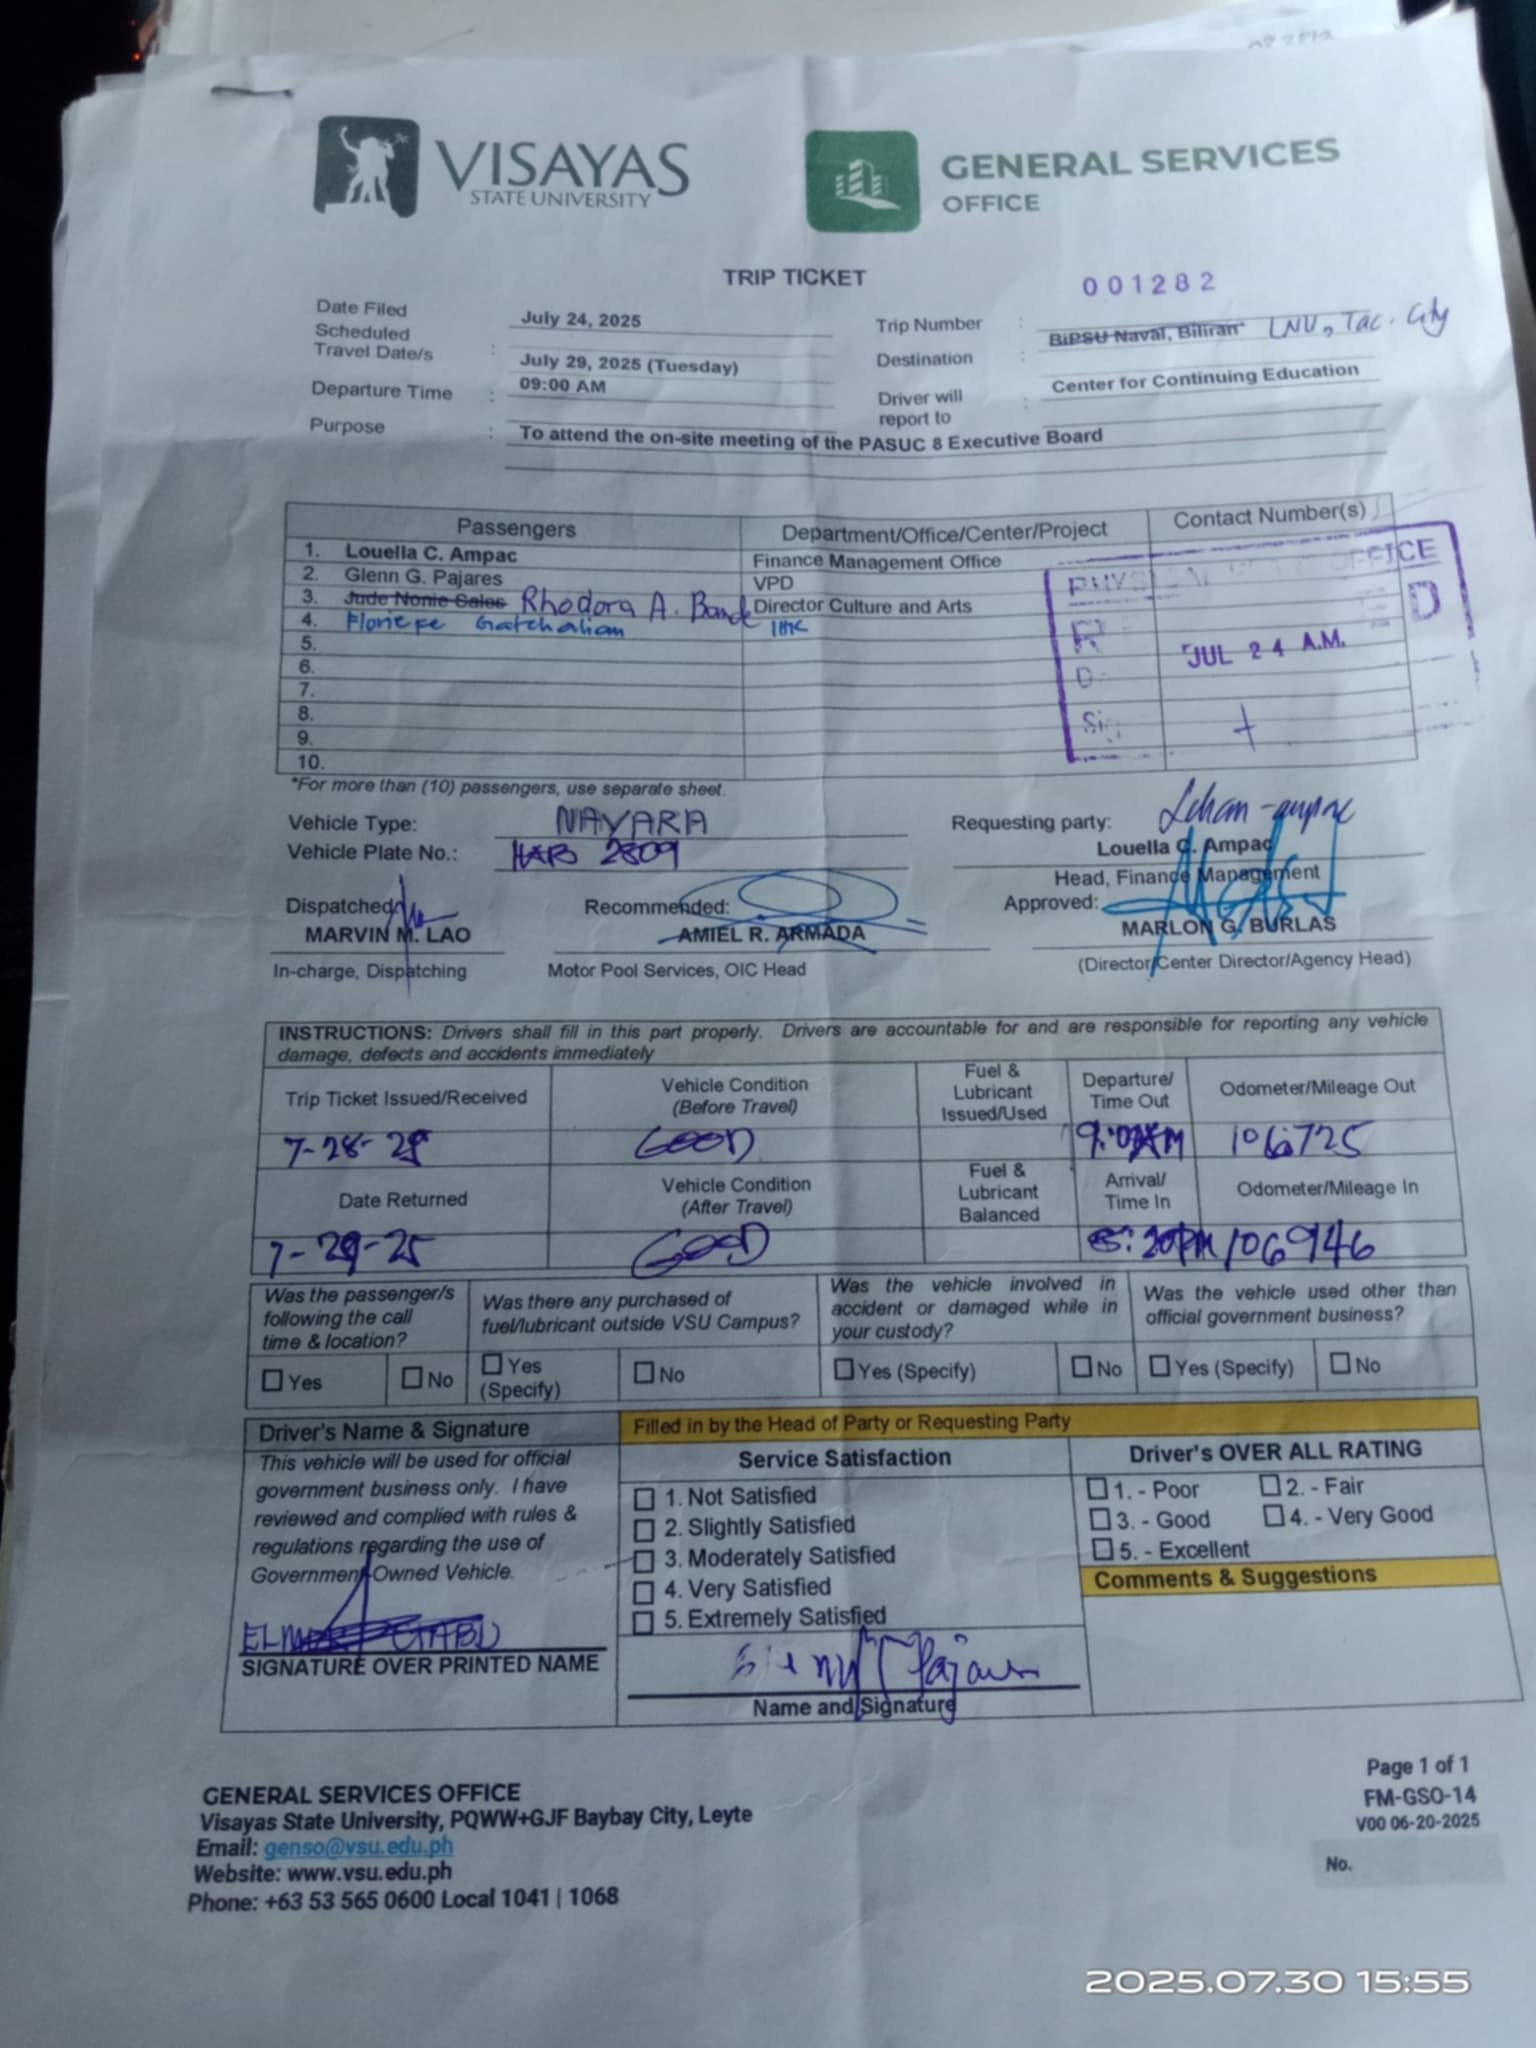 VISAYAS
STATE UNIVERSITY
GENERAL SERVICES
OFFICE
TRIP TICKET
001282
Date Filed
July 24, 2025
Trip Number :
Scheduled
Travel Date/s :
July 29, 2025 (Tuesday)
Destination :
BiPSU Naval, Biliran LNU, Tac. City
Departure Time :
09:00 AM
Driver will
report to :
Center for Continuing Education
Purpose :
To attend the on-site meeting of the PASUC 8 Executive Board
Passengers Department/Office/Center/Project Contact Number(s)
1. Louella C. Ampac Finance Management Office
2. Glenn G. Pajares VPD
3. Jude Nonie Sales Rhodora A. Bande Director Culture and Arts
4. Floriefe Gatchalian
5.
6.
7.
8.
9.
10.
OFFICE
D
JUL 24 A.M.
*For more than (10) passengers, use separate sheet.
Vehicle Type: NAVARA
Requesting party:
Vehicle Plate No.: 2809
Louella C. Ampac
Head, Finance Management
Dispatched
Recommended:
Approved:
MARVIN M. LAO
AMIEL R. ARMADA
MARLON G. BURLAS
In-charge, Dispatching
Motor Pool Services, OIC Head
(Director/Center Director/Agency Head)
INSTRUCTIONS: Drivers shall fill in this part properly. Drivers are accountable for and are responsible for reporting any vehicle
damage, defects and accidents immediately
Trip Ticket Issued/Received
Vehicle Condition
(Before Travel)
Fuel &
Lubricant
Issued/Used
Departure/
Time Out
Odometer/Mileage Out
7-28-25 GOOD 106725
Date Returned
Vehicle Condition
(After Travel)
Fuel &
Lubricant
Balanced
Arrival/
Time In
Odometer/Mileage In
7-29-25 GOOD 106946
Was the passenger/s
following the call
time & location?
Was there any purchased of
fuel/lubricant outside VSU Campus?
Was the vehicle involved in
accident or damaged while in
your custody?
Was the vehicle used other than
official government business?
Yes No Yes
(Specify) No Yes (Specify) No Yes (Specify) No
Driver's Name & Signature
This vehicle will be used for official
government business only. I have
reviewed and complied with rules &
regulations regarding the use of
Government-Owned Vehicle.
SIGNATURE OVER PRINTED NAME
Filled in by the Head of Party or Requesting Party
Service Satisfaction
1. Not Satisfied
2. Slightly Satisfied
3. Moderately Satisfied
4. Very Satisfied
5. Extremely Satisfied
Name and Signature
Driver's OVER ALL RATING
1. - Poor 2. - Fair
3. - Good 4. - Very Good
5. - Excellent
Comments & Suggestions
GENERAL SERVICES OFFICE
Visayas State University, PQWW+GJF Baybay City, Leyte
Email: genso@vsu.edu.ph
Website: www.vsu.edu.ph
Phone: +63 53 565 0600 Local 1041 | 1068
Page 1 of 1
FM-GSO-14
V00 06-20-2025
No.
2025.07.30 15:55